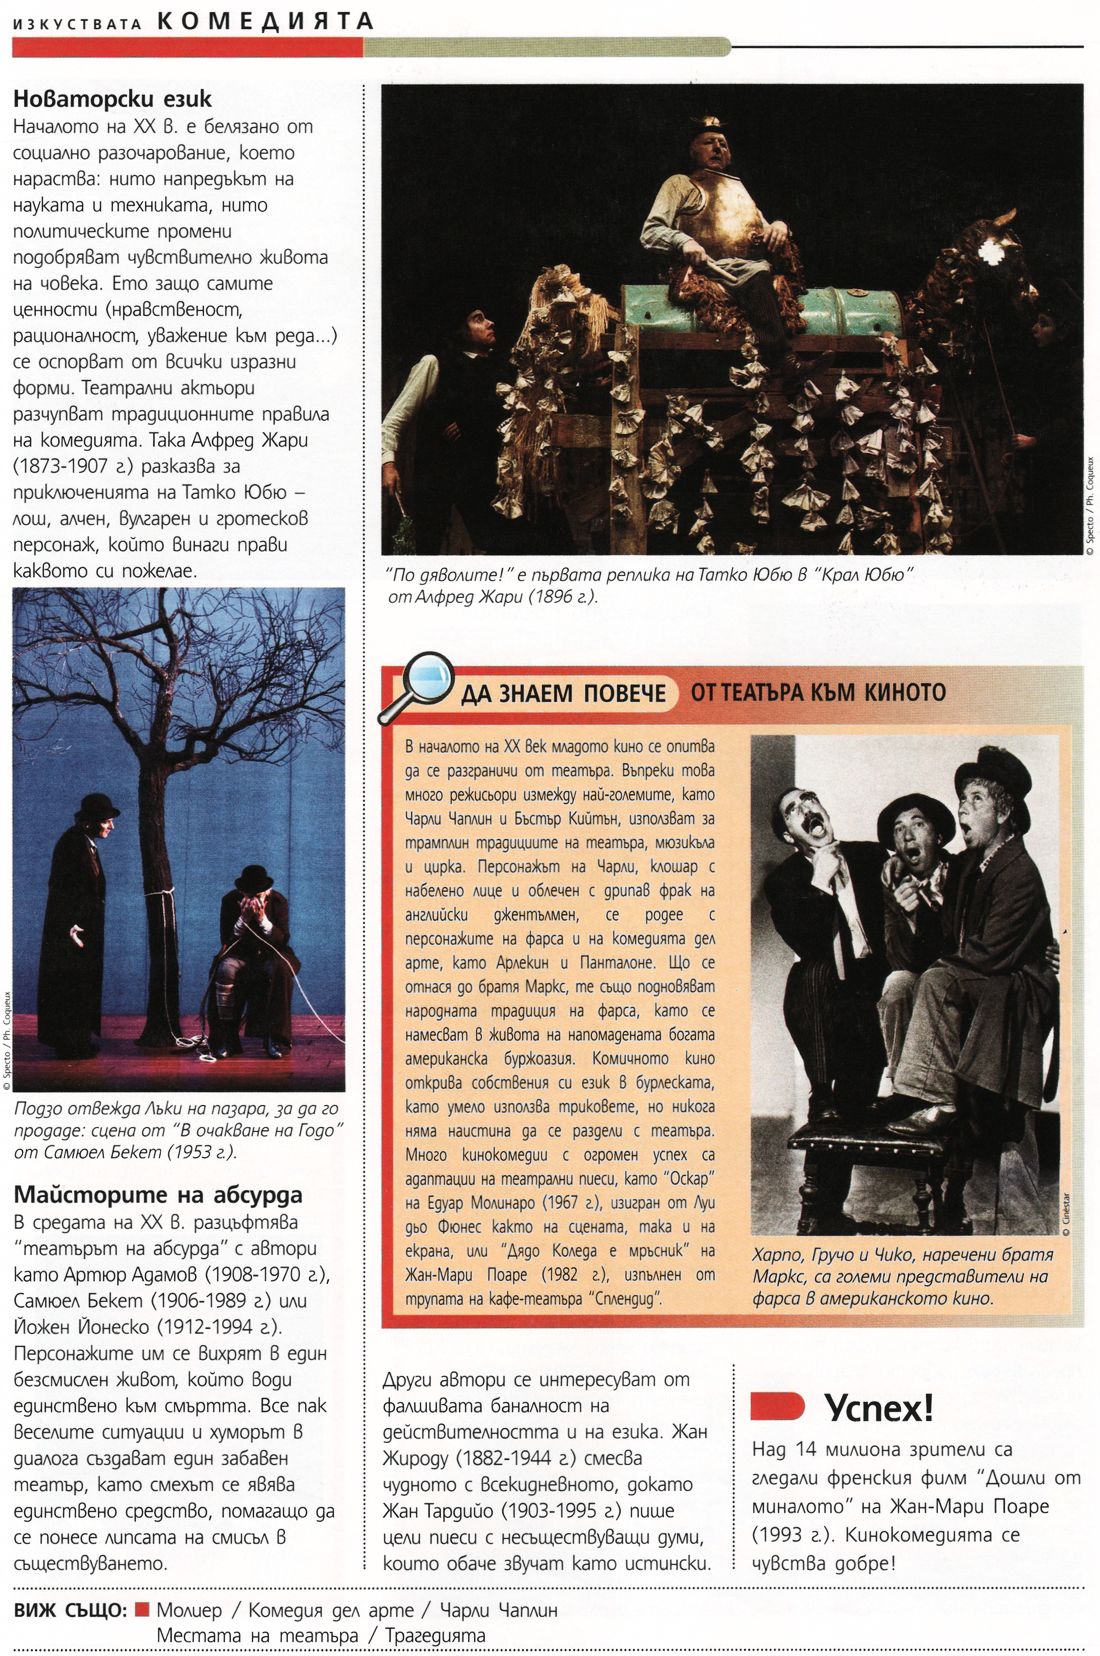 ИЗКУСТВАТА КОМЕДИЯТА
Новаторски език
Началото на XX в. е белязано от
социално разочарование, което
нараства: нито напредъкът на
науката и техниката, нито
политическите промени
подобряват чувствително живота
на човека. Ето защо самите
ценности (нравственост,
рационалност, уважение към реда...)
се оспорват от всички изразни
форми. Театрални актьори
разчупват традиционните правила
на комедията. Така Алфред Жари
(1873-1907 г.) разказва за
приключенията на Татко Юбю –
лош, алчен, вулгарен и гротесков
персонаж, който винаги прави
каквото си пожелае.
© Specto / Ph. Coqueux
Подзо отвежда Лъки на пазара, за да го
продаде: сцена от “В очакване на Годо”
от Самюел Бекет (1953 г.).
Майсторите на абсурда
В средата на XX в. разцъфтява
“театърът на абсурда” с автори
като Артюр Адамов (1908-1970 г.),
Самюел Бекет (1906-1989 г.) или
Йожен Йонеско (1912-1994 г.).
Персонажите им се вихрят в един
безсмислен живот, който води
единствено към смъртта. Все пак
веселите ситуации и хуморът в
диалога създават един забавен
театър, като смехът се явява
единствено средство, помагащо да
се понесе липсата на смисъл в
съществуването.
© Specto / Ph. Coqueux
“По дяволите!” е първата реплика на Татко Юбю в “Крал Юбю”
от Алфред Жари (1896 г.).
ДА ЗНАЕМ ПОВЕЧЕ ОТ ТЕАТЪРА КЪМ КИНОТО
В началото на XX век младото кино се опитва
да се разграничи от театъра. Въпреки това
много режисьори измежду най-големите, като
Чарли Чаплин и Бъстър Кийтън, използват за
трамплин традициите на театъра, мюзикъла
и цирка. Персонажът на Чарли, клошар с
набелено лице и облечен с дрипав фрак на
английски джентълмен, се родее с
персонажите на фарса и на комедията дел
арте, като Арлекин и Панталоне. Що се
отнася до братя Маркс, те също подновяват
народната традиция на фарса, като се
намесват в живота на напомадената богата
американска буржоазия. Комичното кино
открива собствения си език в бурлеската,
като умело използва триковете, но никога
няма наистина да се раздели с театъра.
Много кинокомедии с огромен успех са
адаптации на театрални пиеси, като “Оскар”
на Едуар Молинаро (1967 г.), изигран от Луи
дьо Фюнес както на сцената, така и на
екрана, или “Дядо Коледа е мръсник” на
Жан-Мари Поаре (1982 г.), изпълнен от
трупата на кафе-театъра “Сплендид”.
© Cinéstar
Харпо, Гручо и Чико, наречени братя
Маркс, са големи представители на
фарса в американското кино.
Други автори се интересуват от
фалшивата баналност на
действителността и на езика. Жан
Жироду (1882-1944 г.) смесва
чудното с всекидневното, докато
Жан Тардийо (1903-1995 г.) пише
цели пиеси с несъществуващи думи,
които обаче звучат като истински.
Успех!
Над 14 милиона зрители са
гледали френския филм “Дошли от
миналото” на Жан-Мари Поаре
(1993 г.). Кинокомедията се
чувства добре!
ВИЖ СЪЩО: Молиер / Комедия дел арте / Чарли Чаплин
Местата на театъра / Трагедията